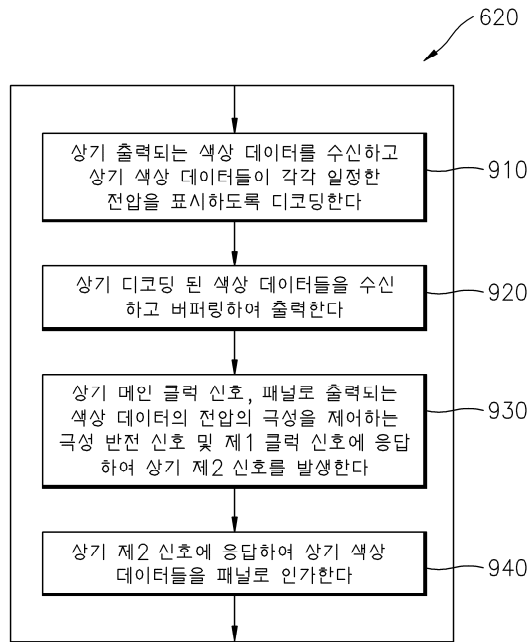 620
상기 출력되는 색상 데이터를 수신하고
상기 색상 데이터들이 각각 일정한
전압을 표시하도록 디코딩한다
910
상기 디코딩 된 색상 데이터들을 수신
하고 버퍼링하여 출력한다
920
상기 메인 클럭 신호, 패널로 출력되는
색상 데이터의 전압의 극성을 제어하는
극성 반전 신호 및 제1 클럭 신호에 응답
하여 상기 제2 신호를 발생한다
930
상기 제2 신호에 응답하여 상기 색상
데이터들을 패널로 인가한다
940